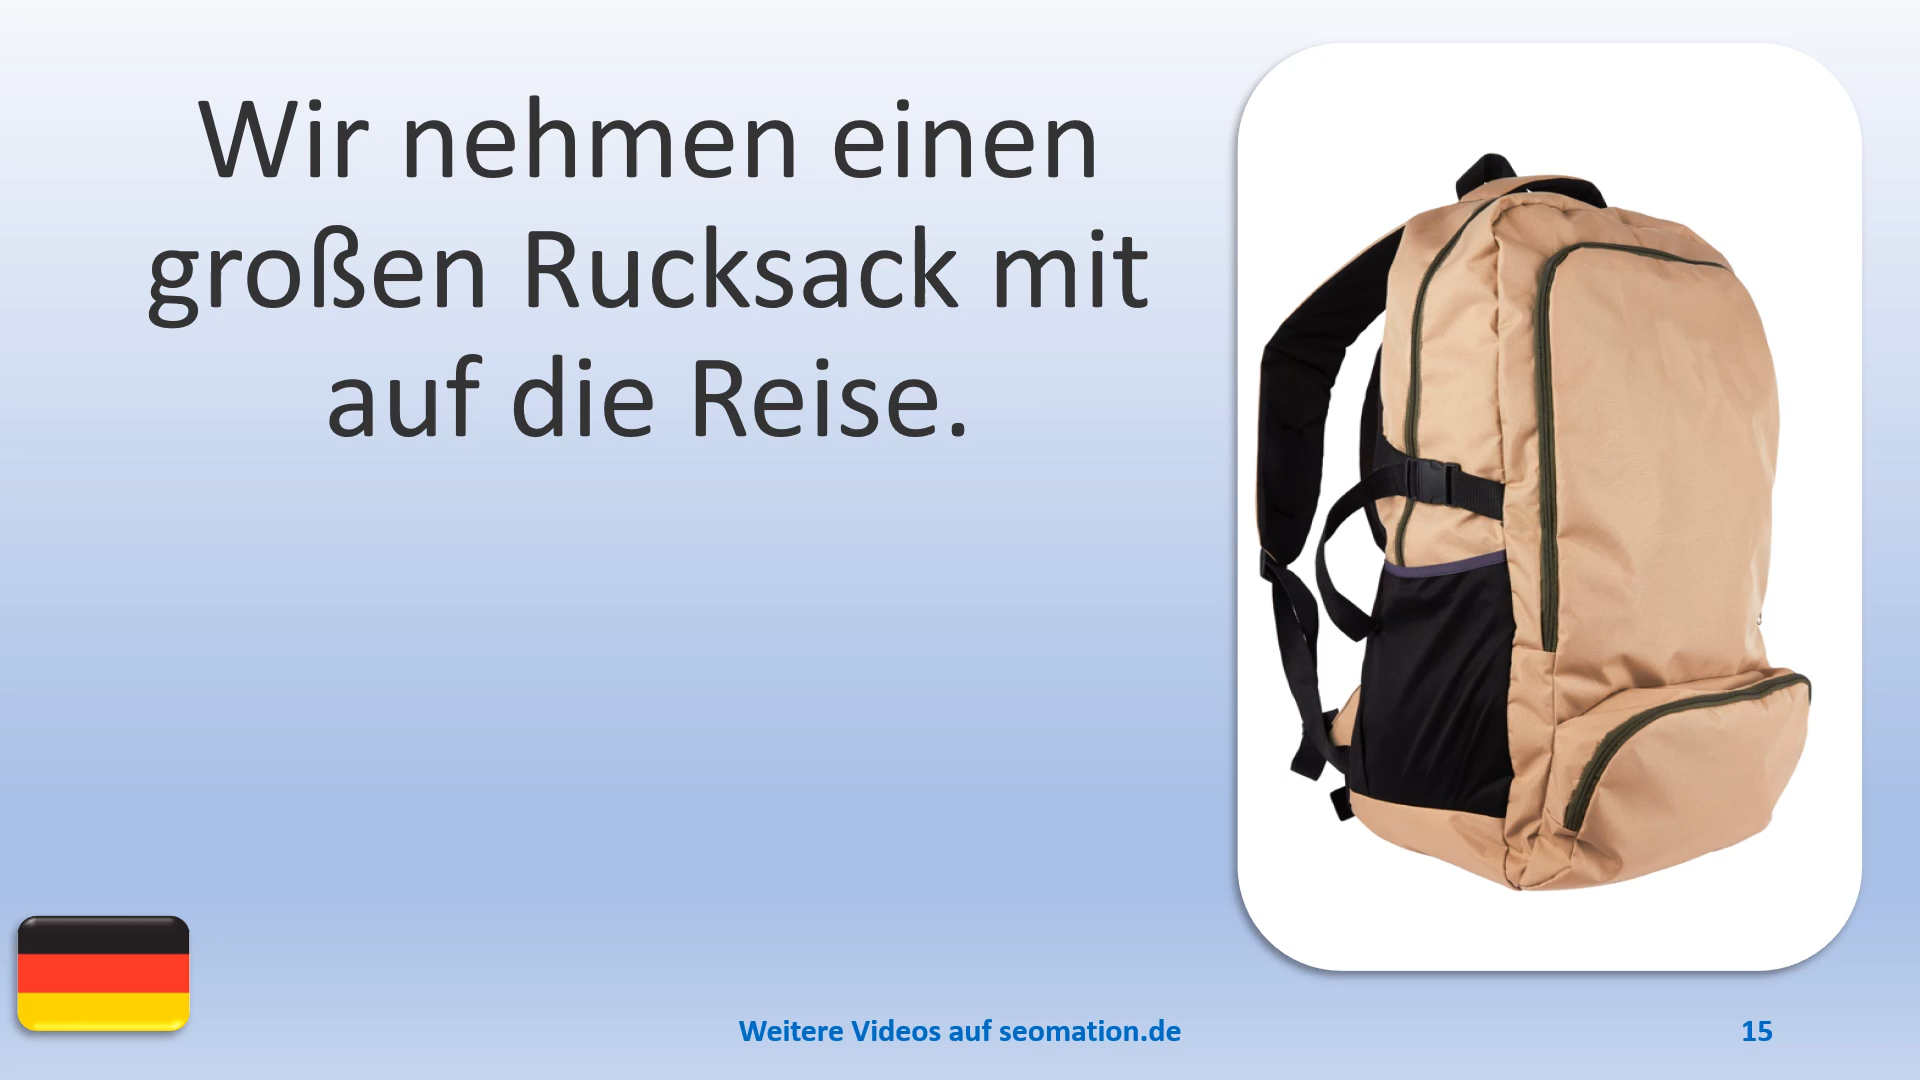 Wir nehmen einen
großen Rucksack mit
auf die Reise.
Weitere Videos auf seomation.de
15